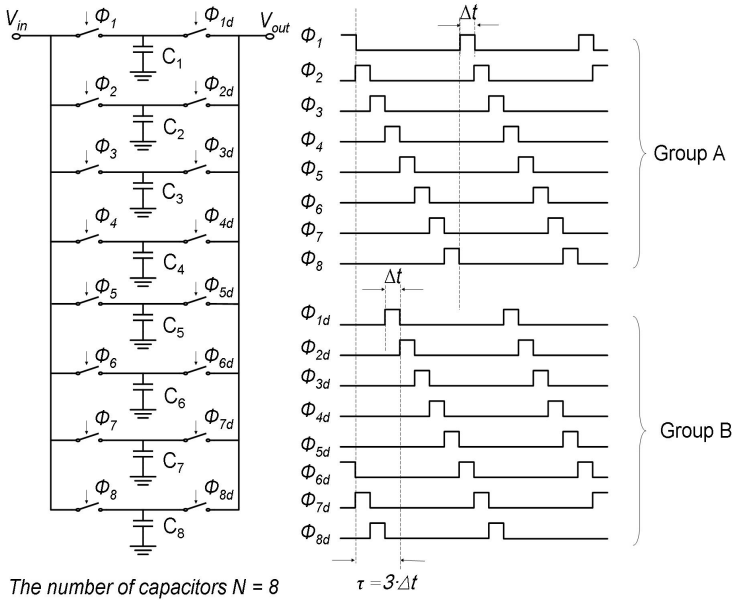 V_in Φ_1 Φ_1d V_out
C_1
Φ_2 Φ_2d
C_2
Φ_3 Φ_3d
C_3
Φ_4 Φ_4d
C_4
Φ_5 Φ_5d
C_5
Φ_6 Φ_6d
C_6
Φ_7 Φ_7d
C_7
Φ_8 Φ_8d
C_8
The number of capacitors N = 8
Δt
Φ_1
Φ_2
Φ_3
Φ_4
Φ_5
Φ_6
Φ_7
Φ_8
Group A
Δt
Φ_1d
Φ_2d
Φ_3d
Φ_4d
Φ_5d
Φ_6d
Φ_7d
Φ_8d
Group B
τ =3·Δt